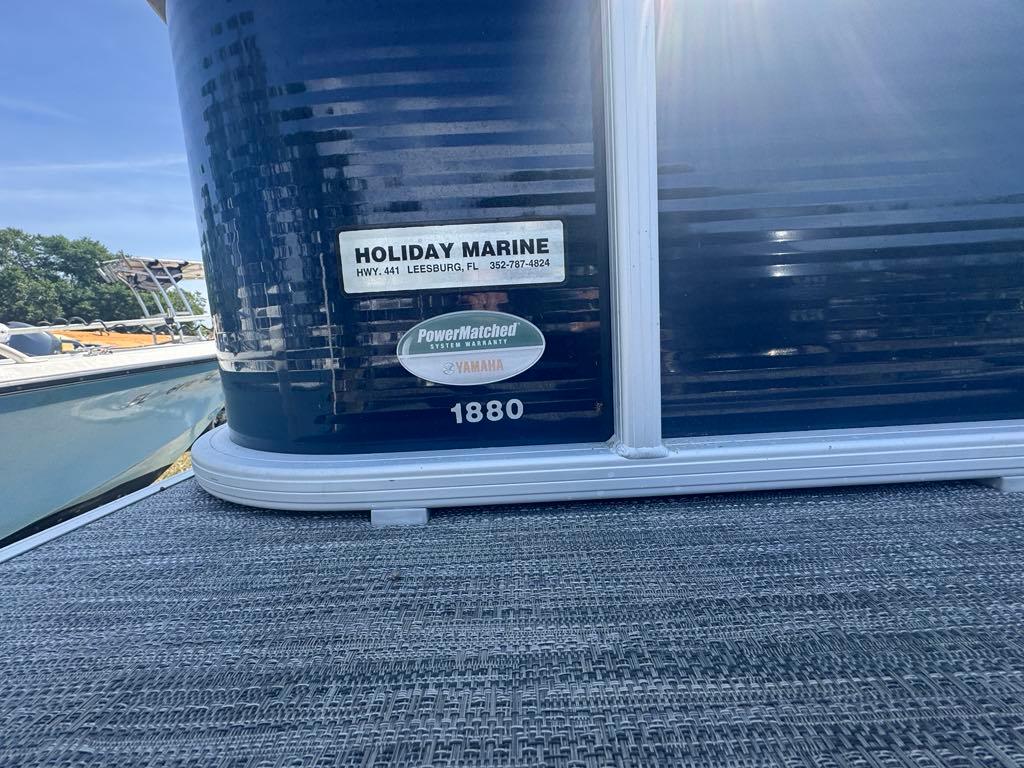 HOLIDAY MARINE
HWY. 441 LEESBURG, FL 352-787-4824
PowerMatched®
SYSTEM WARRANTY
YAMAHA
1880